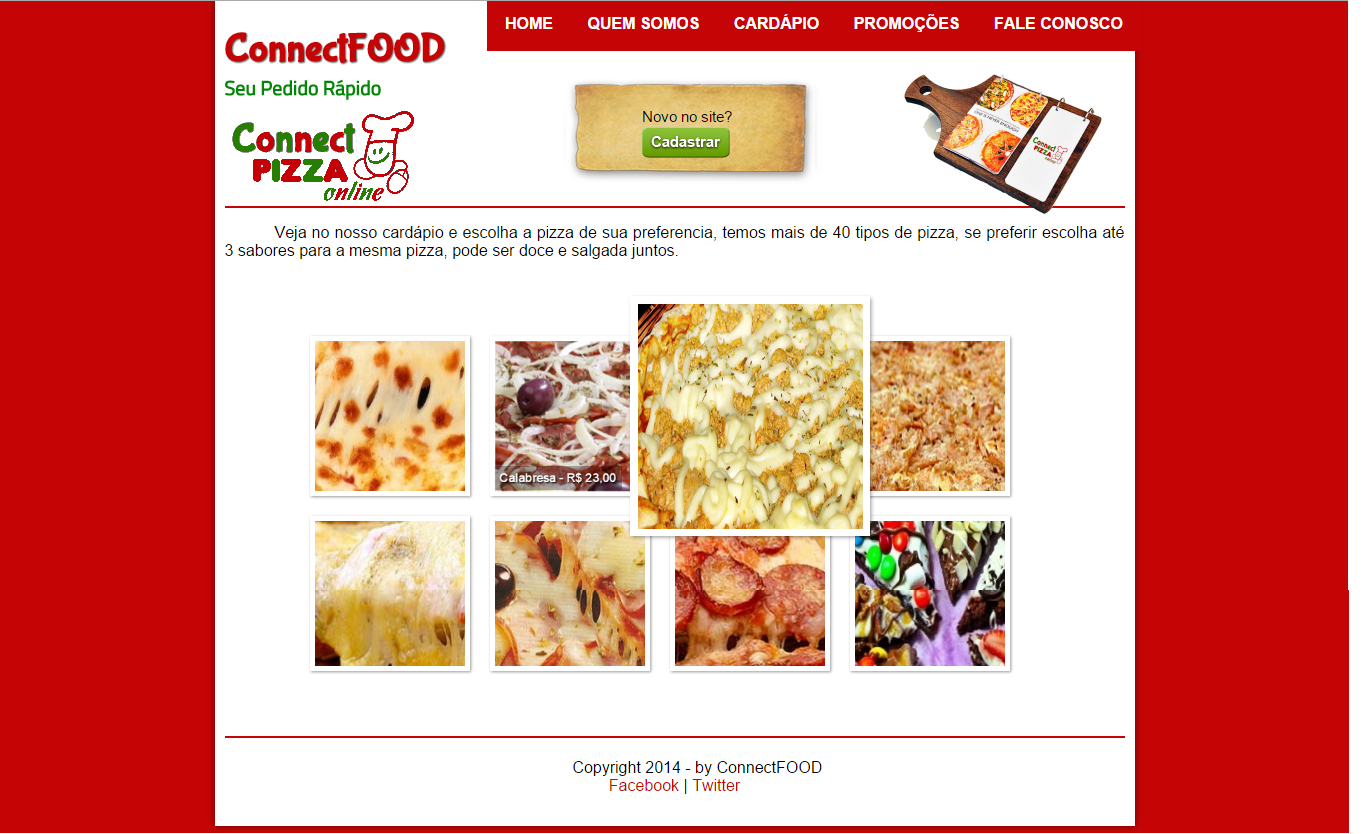 HOME QUEM SOMOS CARDÁPIO PROMOÇÕES FALE CONOSCO
ConnectFOOD
Seu Pedido Rápido
Connect
PIZZA
online
Novo no site?
Cadastrar
Connect
PIZZA
Veja no nosso cardápio e escolha a pizza de sua preferencia, temos mais de 40 tipos de pizza, se preferir escolha até
3 sabores para a mesma pizza, pode ser doce e salgada juntos.
Calabresa - R$ 23,00
Copyright 2014 - by ConnectFOOD
Facebook | Twitter